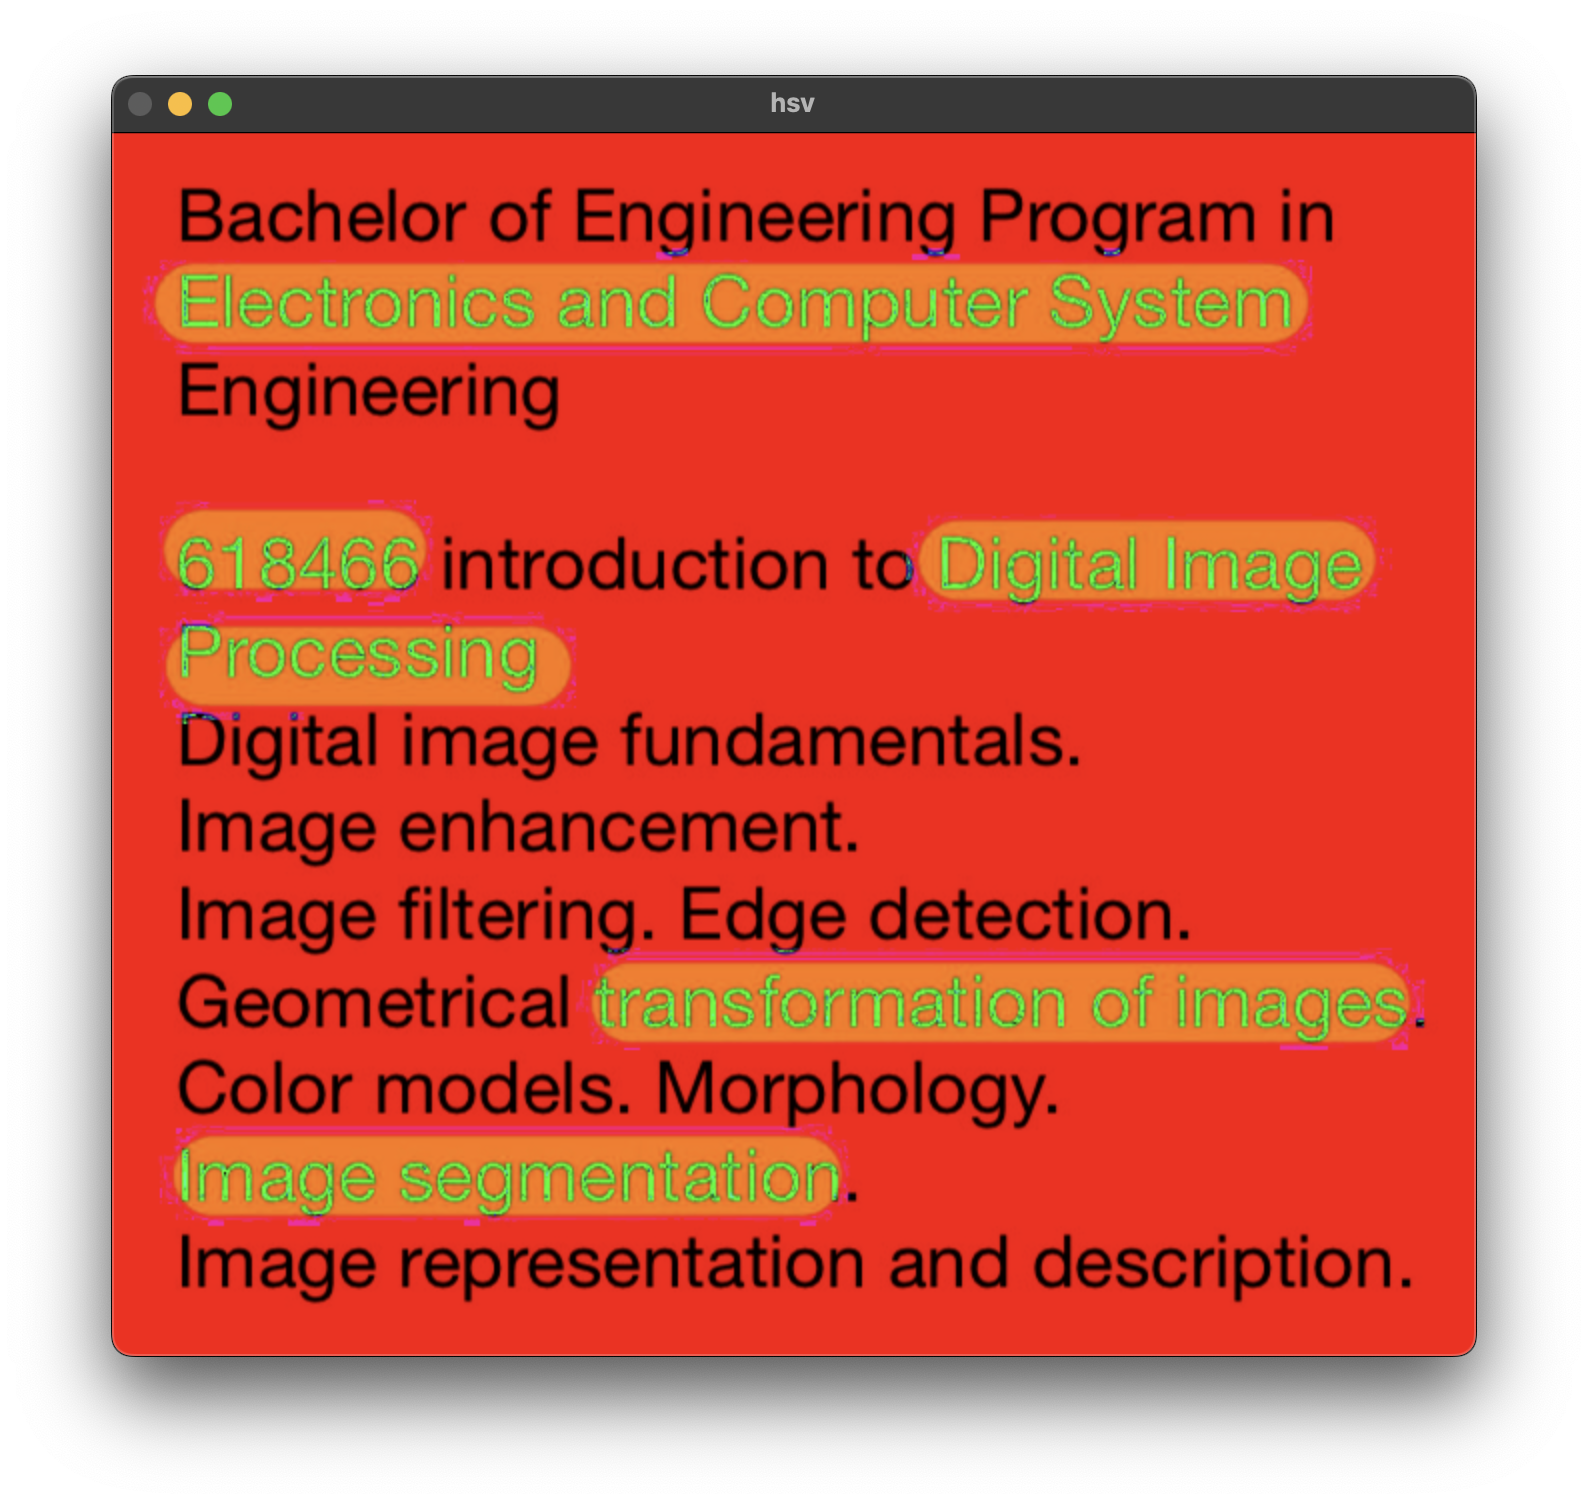 hsv
Bachelor of Engineering Program in
Electronics and Computer System
Engineering
618466 introduction to Digital Image
Processing
Digital image fundamentals.
Image enhancement.
Image filtering. Edge detection.
Geometrical transformation of images.
Color models. Morphology.
Image segmentation.
Image representation and description.